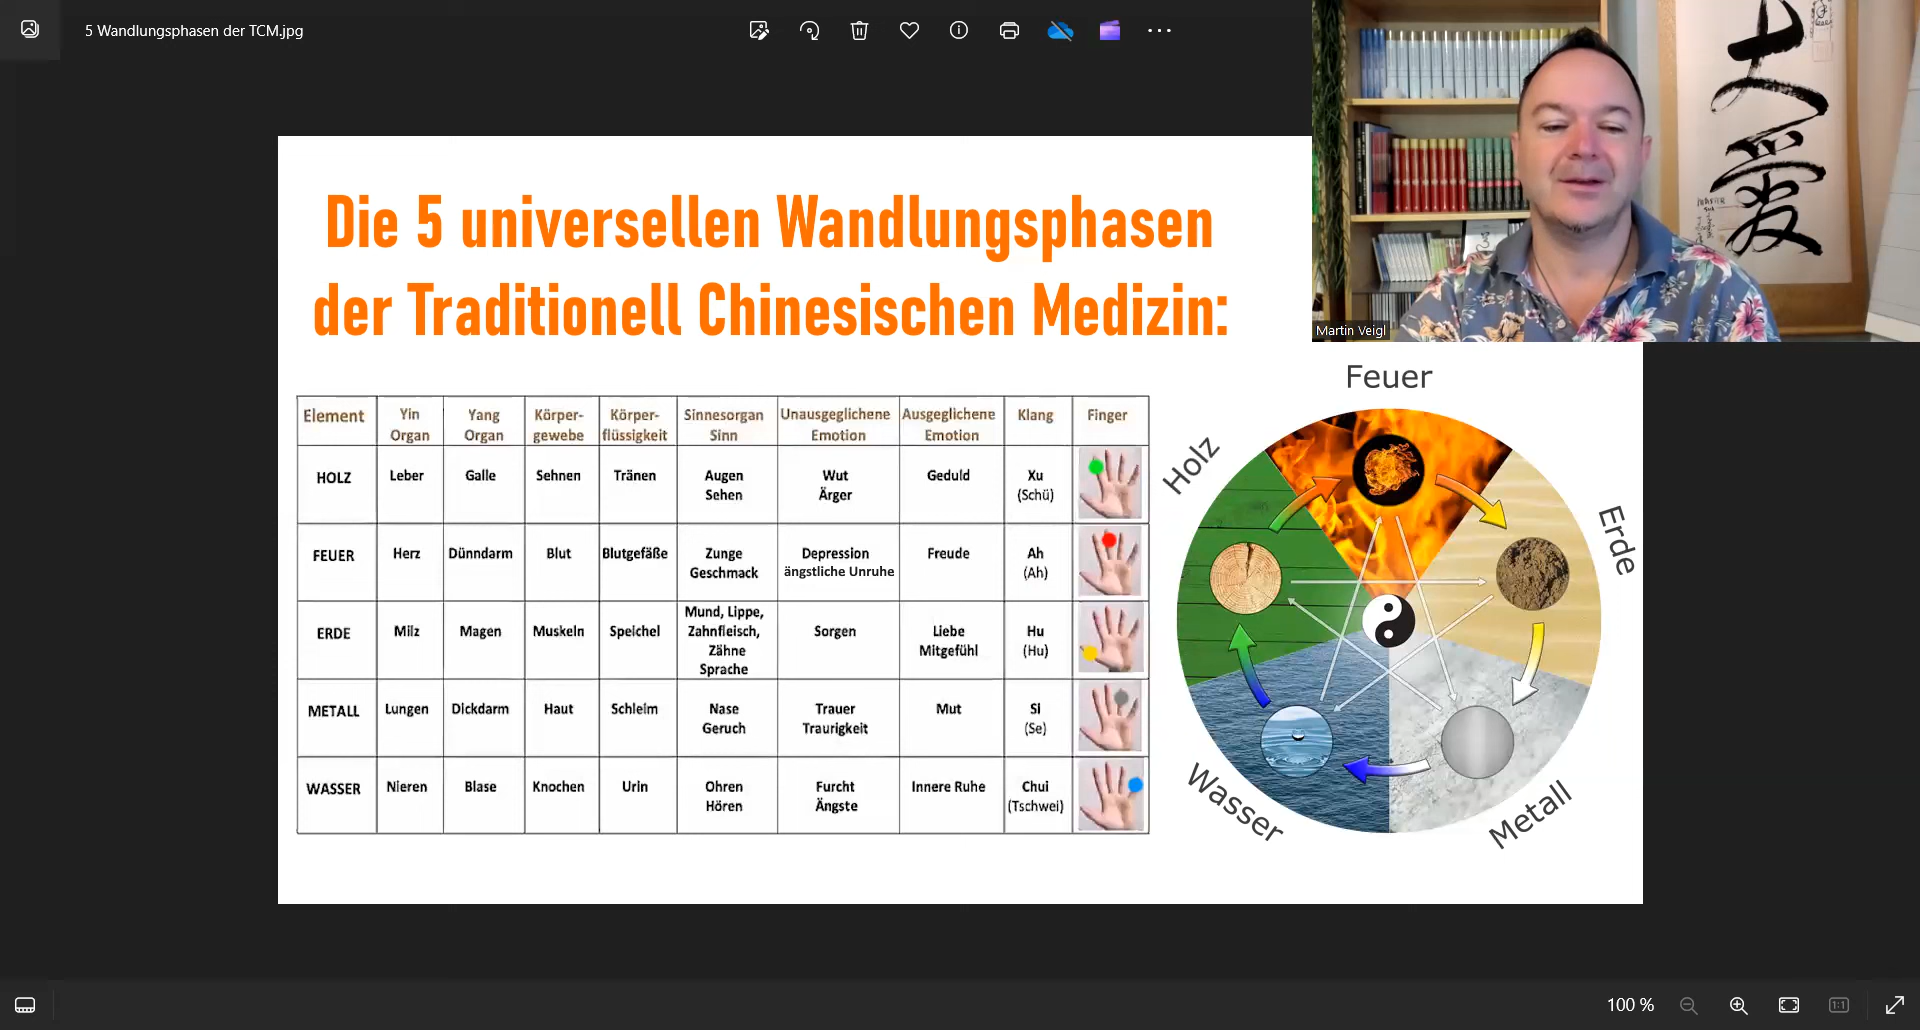 5 Wandlungsphasen der TCM.jpg
大愛
Martin Veigl
Die 5 universellen Wandlungsphasen
der Traditionell Chinesischen Medizin:
Element Yin Organ Yang Organ Körper-gewebe Körper-flüssigkeit Sinnesorgan Sinn Unausgeglichene Emotion Ausgeglichene Emotion Klang Finger
HOLZ Leber Galle Sehnen Tränen Augen Sehen Wut Ärger Geduld Xu (Schü)
FEUER Herz Dünndarm Blut Blutgefäße Zunge Geschmack Depression ängstliche Unruhe Freude Ah (Ah)
ERDE Milz Magen Muskeln Speichel Mund, Lippe, Zahnfleisch, Zähne Sprache Sorgen Liebe Mitgefühl Hu (Hu)
METALL Lungen Dickdarm Haut Schleim Nase Geruch Trauer Traurigkeit Mut Si (Se)
WASSER Nieren Blase Knochen Urin Ohren Hören Furcht Ängste Innere Ruhe Chui (Tschwei)
Feuer
Holz
Erde
Wasser
Metall
100 %
1:1